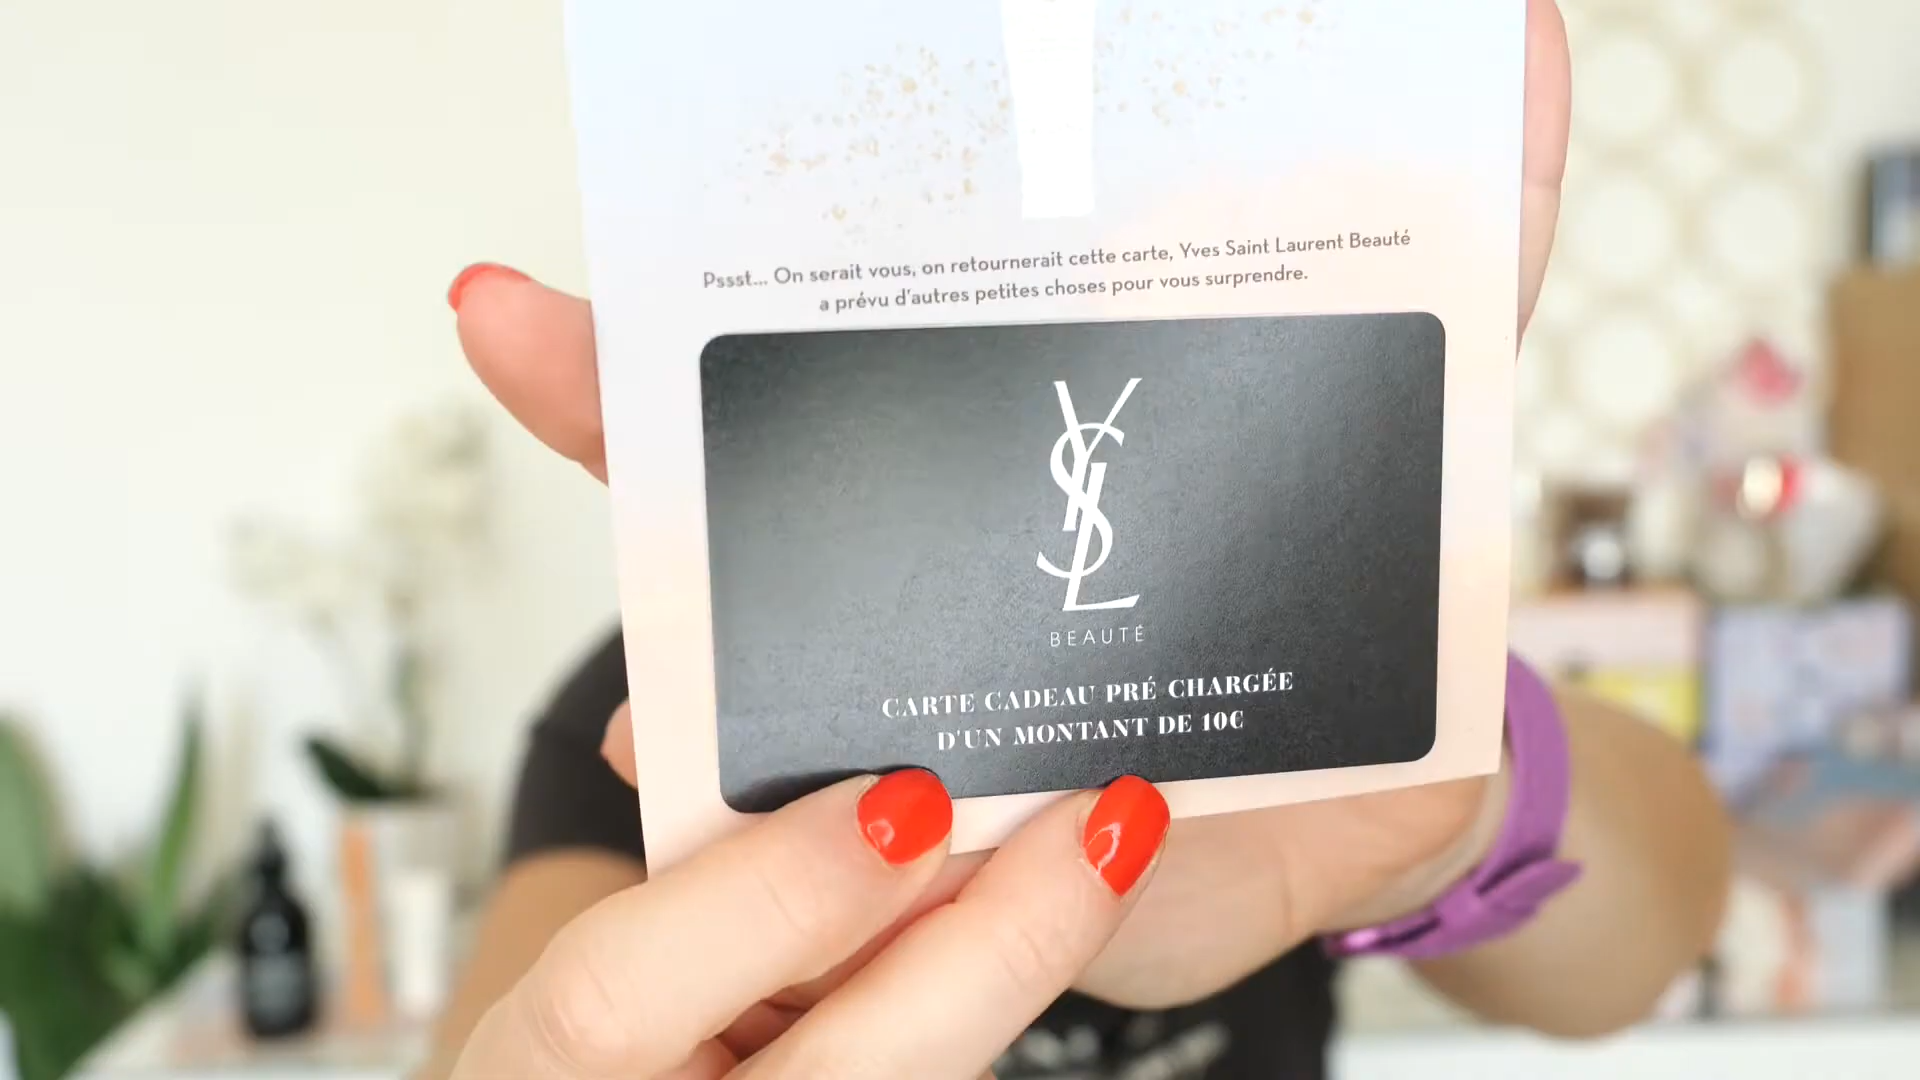 Pssst... On serait vous, on retournerait cette carte, Yves Saint Laurent Beauté
a prévu d'autres petites choses pour vous surprendre.
YSL
BEAUTÉ
CARTE CADEAU PRÉ CHARGÉE
D'UN MONTANT DE 10€